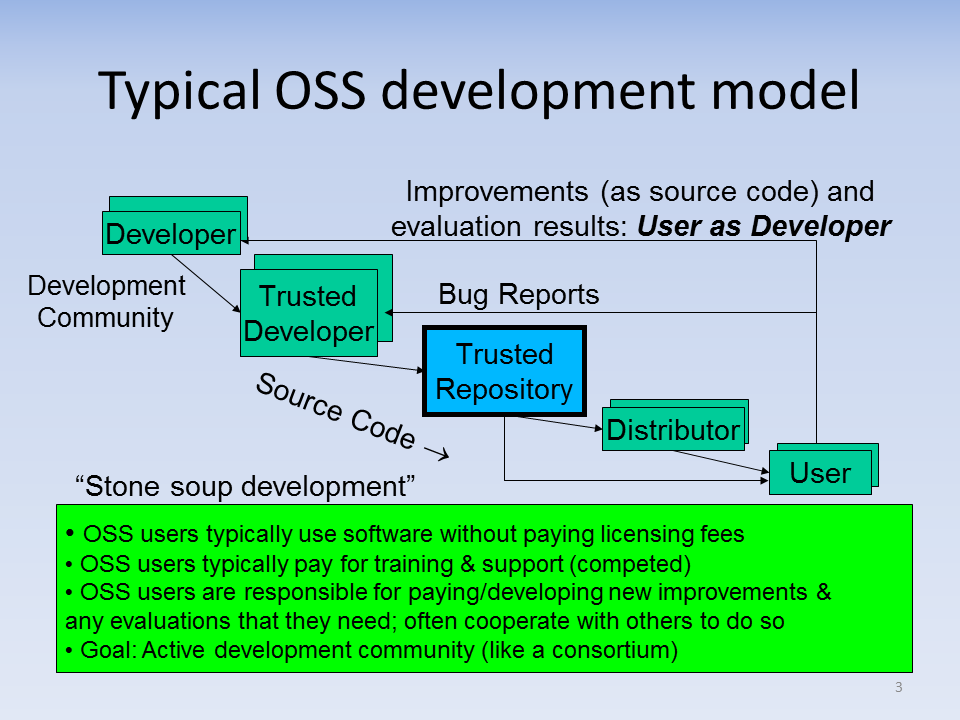 Typical OSS development model
Improvements (as source code) and
evaluation results: User as Developer
Developer
Development
Community
Trusted
Developer
Bug Reports
Trusted
Repository
Source Code →
Distributor
User
“Stone soup development”
• OSS users typically use software without paying licensing fees
• OSS users typically pay for training & support (competed)
• OSS users are responsible for paying/developing new improvements &
any evaluations that they need; often cooperate with others to do so
• Goal: Active development community (like a consortium)
3